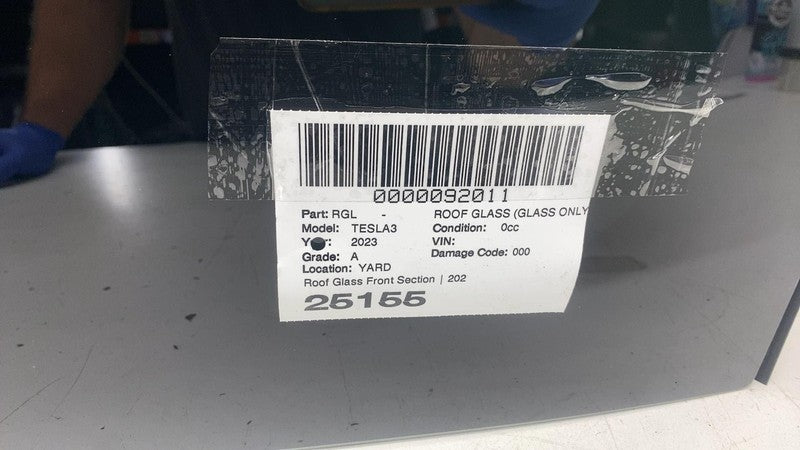 0000092011
Part: RGL - ROOF GLASS (GLASS ONLY
Model: TESLA3 Condition: 0cc
Year: 2023 VIN:
Grade: A Damage Code: 000
Location: YARD
Roof Glass Front Section | 202
25155